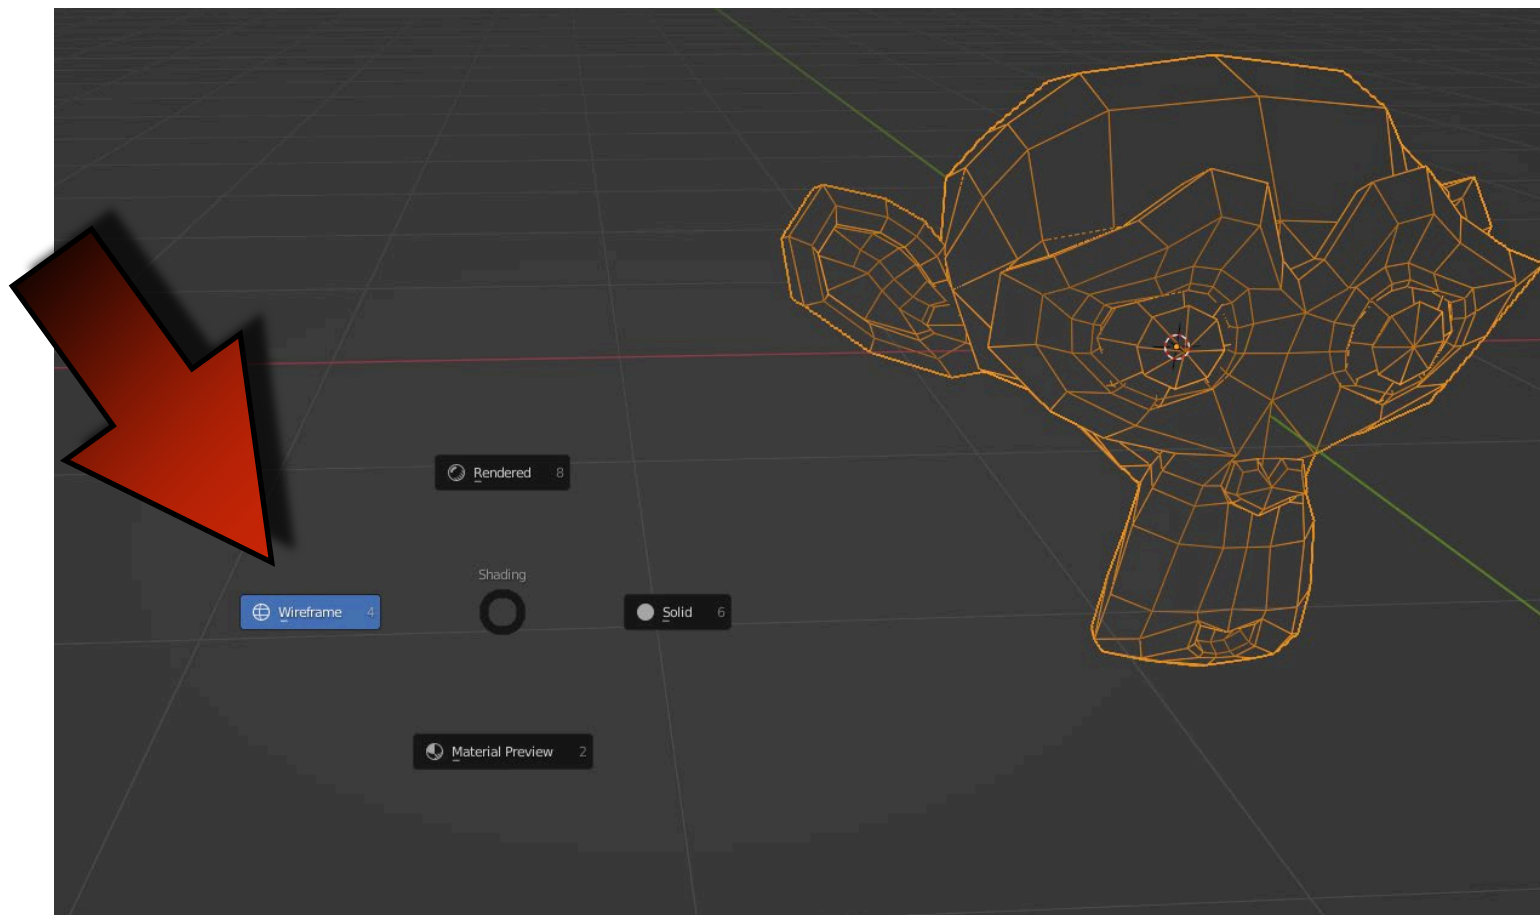 Rendered 8
Shading
Wireframe 4
Solid 6
Material Preview 2